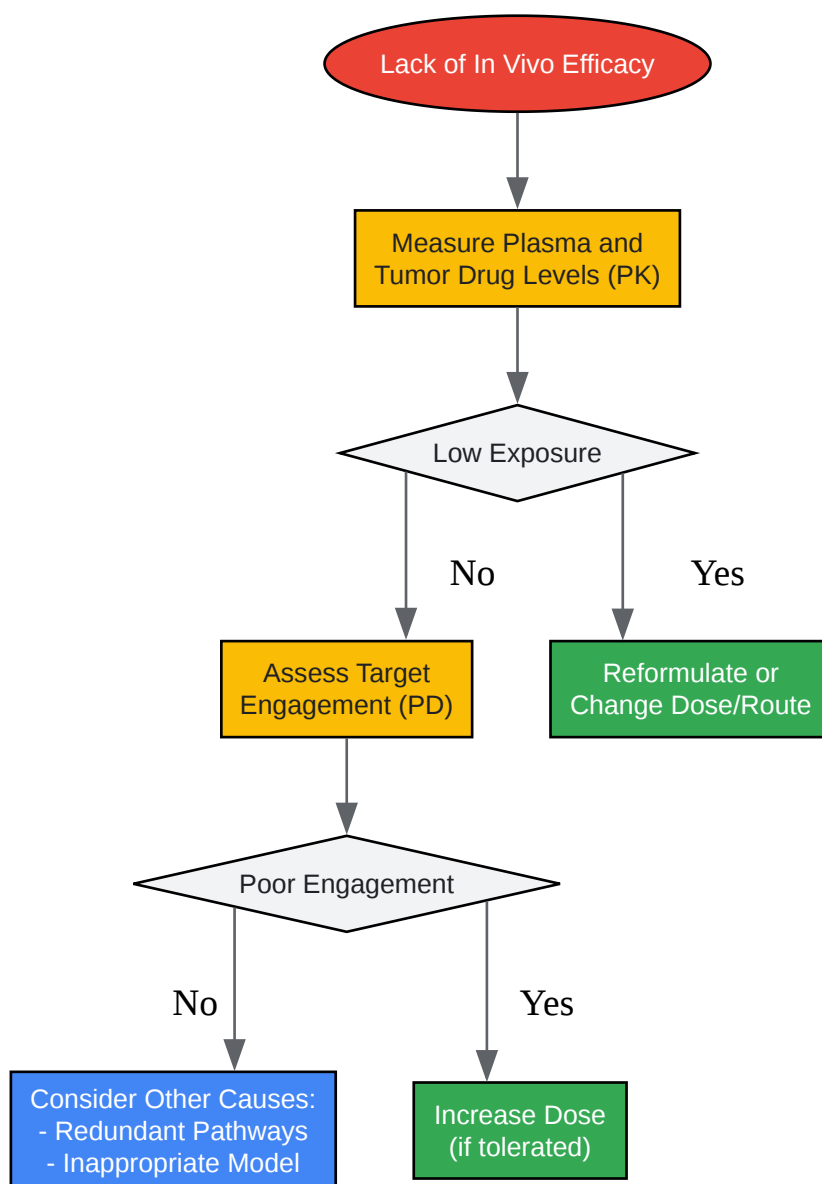 Lack of In Vivo Efficacy
Measure Plasma and
Tumor Drug Levels (PK)
Low Exposure
No
Yes
Assess Target
Engagement (PD)
Reformulate or
Change Dose/Route
Poor Engagement
No
Yes
Consider Other Causes:
- Redundant Pathways
- Inappropriate Model
Increase Dose
(if tolerated)